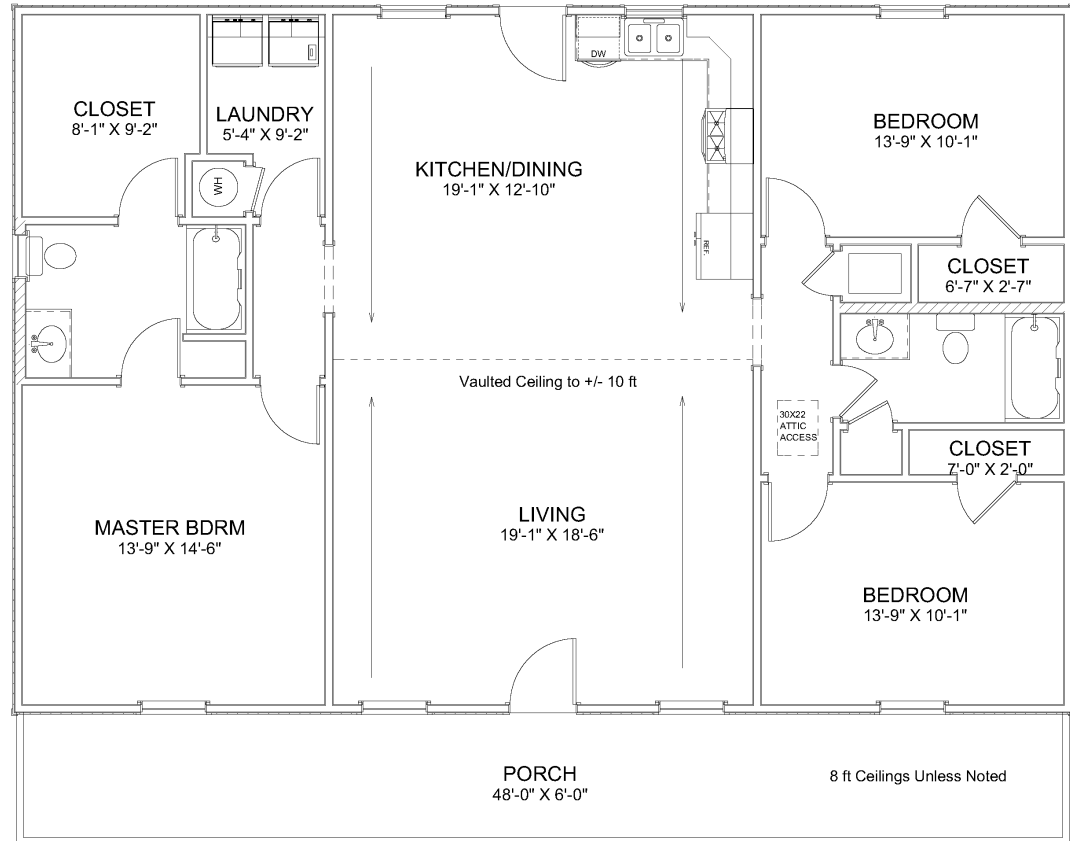 CLOSET
8'-1" X 9'-2"
LAUNDRY
5'-4" X 9'-2"
WH
KITCHEN/DINING
19'-1" X 12'-10"
DW
REF.
BEDROOM
13'-9" X 10'-1"
CLOSET
6'-7" X 2'-7"
Vaulted Ceiling to +/- 10 ft
30X22
ATTIC
ACCESS
CLOSET
7'-0" X 2'-0"
MASTER BDRM
13'-9" X 14'-6"
LIVING
19'-1" X 18'-6"
BEDROOM
13'-9" X 10'-1"
PORCH
48'-0" X 6'-0"
8 ft Ceilings Unless Noted